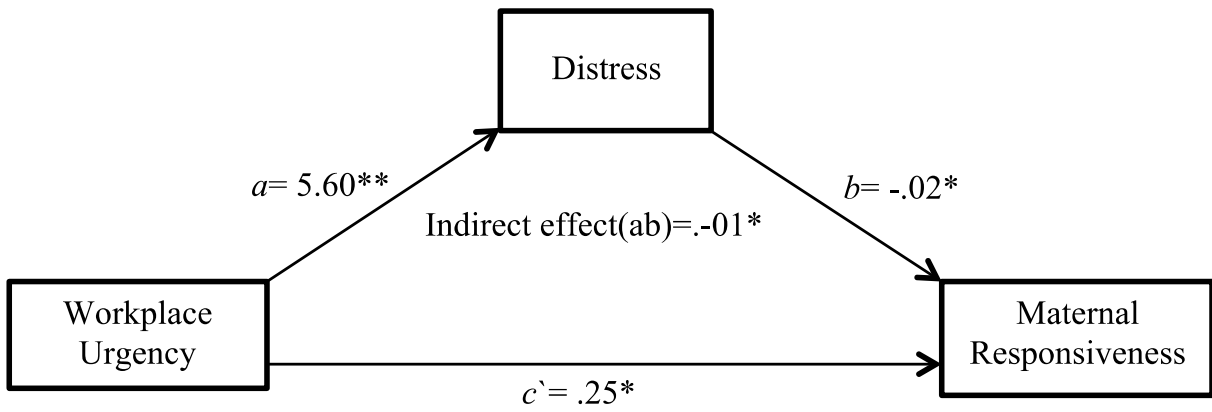 Distress
a= 5.60**
b= -.02*
Indirect effect(ab)=.-01*
Workplace
Urgency
Maternal
Responsiveness
c`= .25*